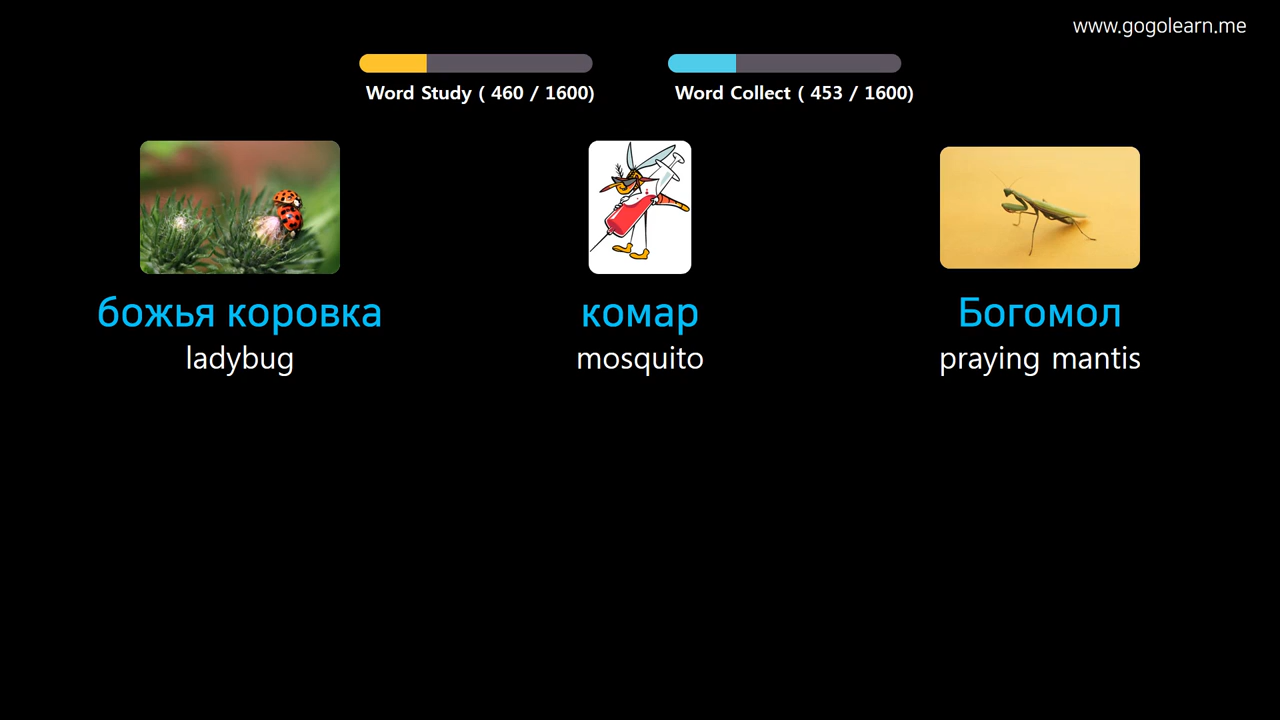 www.gogolearn.me
Word Study ( 460 / 1600)
Word Collect ( 453 / 1600)
божья коровка
ladybug
комар
mosquito
Богомол
praying mantis